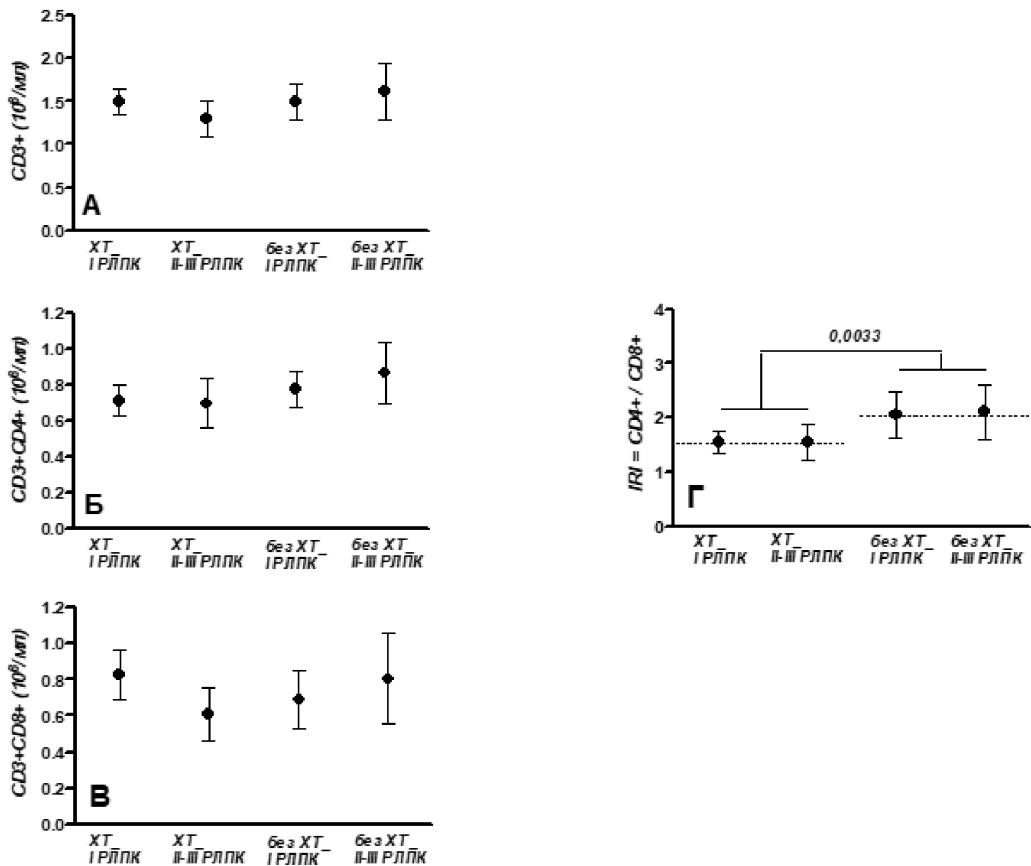 2.5
2.0
1.5
1.0
0.5
0.0
CD3+ (10⁶/мл)
А
ХТ_ I РЛПК
ХТ_ II-III РЛПК
без ХТ_ I РЛПК
без ХТ_ II-III РЛПК
1.2
1.0
0.8
0.6
0.4
0.2
0.0
CD3+CD4+ (10⁶/мл)
Б
ХТ_ I РЛПК
ХТ_ II-III РЛПК
без ХТ_ I РЛПК
без ХТ_ II-III РЛПК
1.2
1.0
0.8
0.6
0.4
0.2
0.0
CD3+CD8+ (10⁶/мл)
В
ХТ_ I РЛПК
ХТ_ II-III РЛПК
без ХТ_ I РЛПК
без ХТ_ II-III РЛПК
4
3
2
1
0
IRI = CD4+ / CD8+
0,0033
Г
ХТ_ I РЛПК
ХТ_ II-III РЛПК
без ХТ_ I РЛПК
без ХТ_ II-III РЛПК